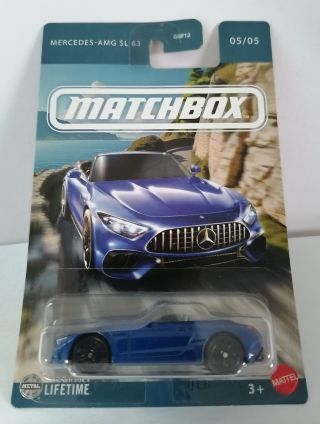 MERCEDES-AMG SL 63
05/05
MATCHBOX
METAL
LIFETIME
MATTEL
3+